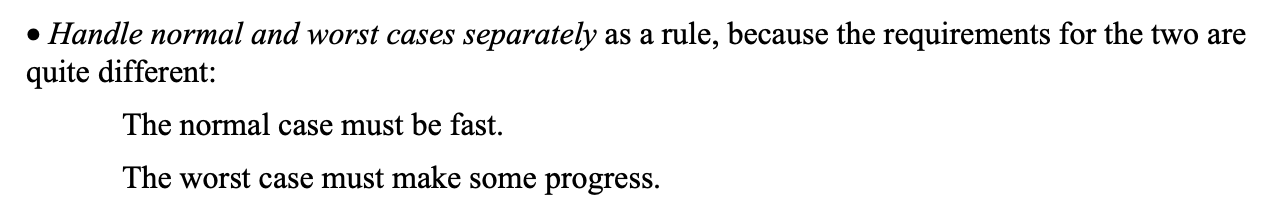 • Handle normal and worst cases separately as a rule, because the requirements for the two are
quite different:
The normal case must be fast.
The worst case must make some progress.